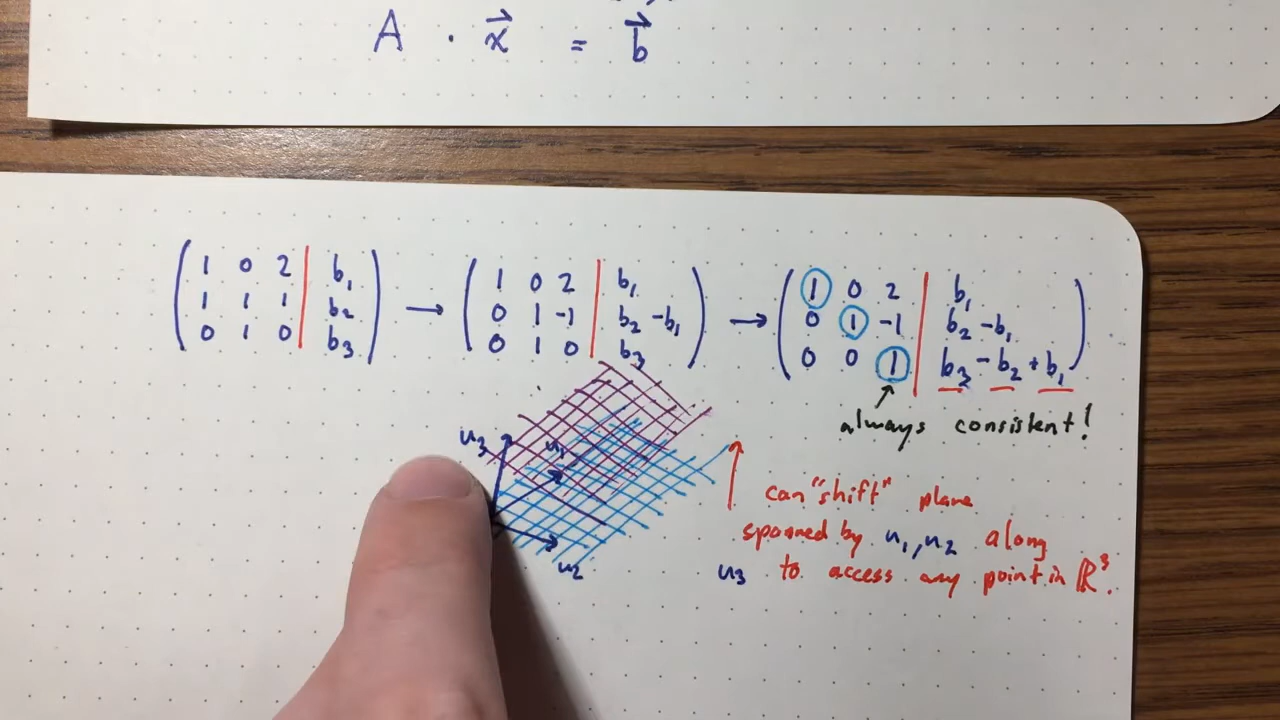 A · x⃗ = b⃗
1 0 2 | b₁
1 1 1 | b₂
0 1 0 | b₃
→
1 0 2 | b₁
0 1 -1 | b₂ - b₁
0 1 0 | b₃
→
1 0 2 | b₁
0 1 -1 | b₂ - b₁
0 0 1 | b₃ - b₂ + b₁
always consistent!
u₃
u₁
u₂
can "shift" plane
spanned by u₁, u₂ along
u₃ to access any point in ℝ³.